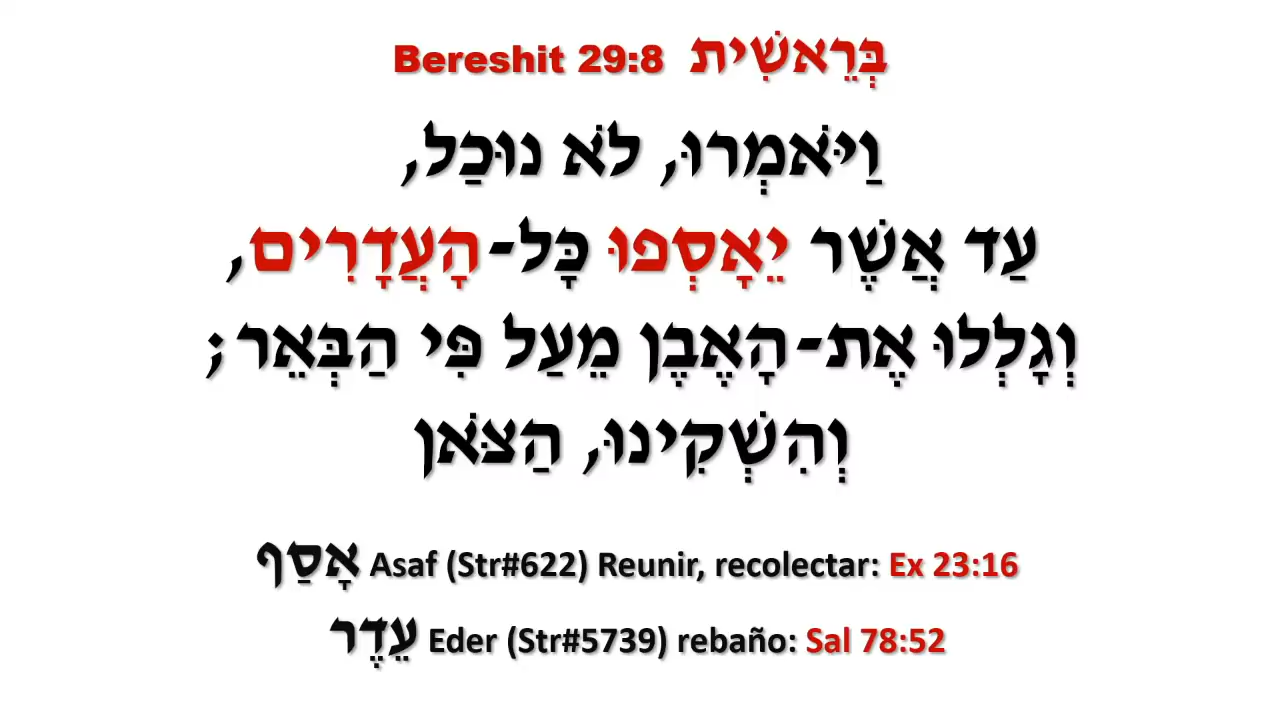 Bereshit 29:8 בְּרֵאשִׁית
וַיֹּאמְרוּ, לֹא נוּכַל,
עַד אֲשֶׁר יֵאָסְפוּ כָּל-הָעֲדָרִים,
וְגָלְלוּ אֶת-הָאֶבֶן מֵעַל פִּי הַבְּאֵר;
וְהִשְׁקִינוּ, הַצֹּאן
אָסַף Asaf (Str#622) Reunir, recolectar: Ex 23:16
עֵדֶר Eder (Str#5739) rebaño: Sal 78:52